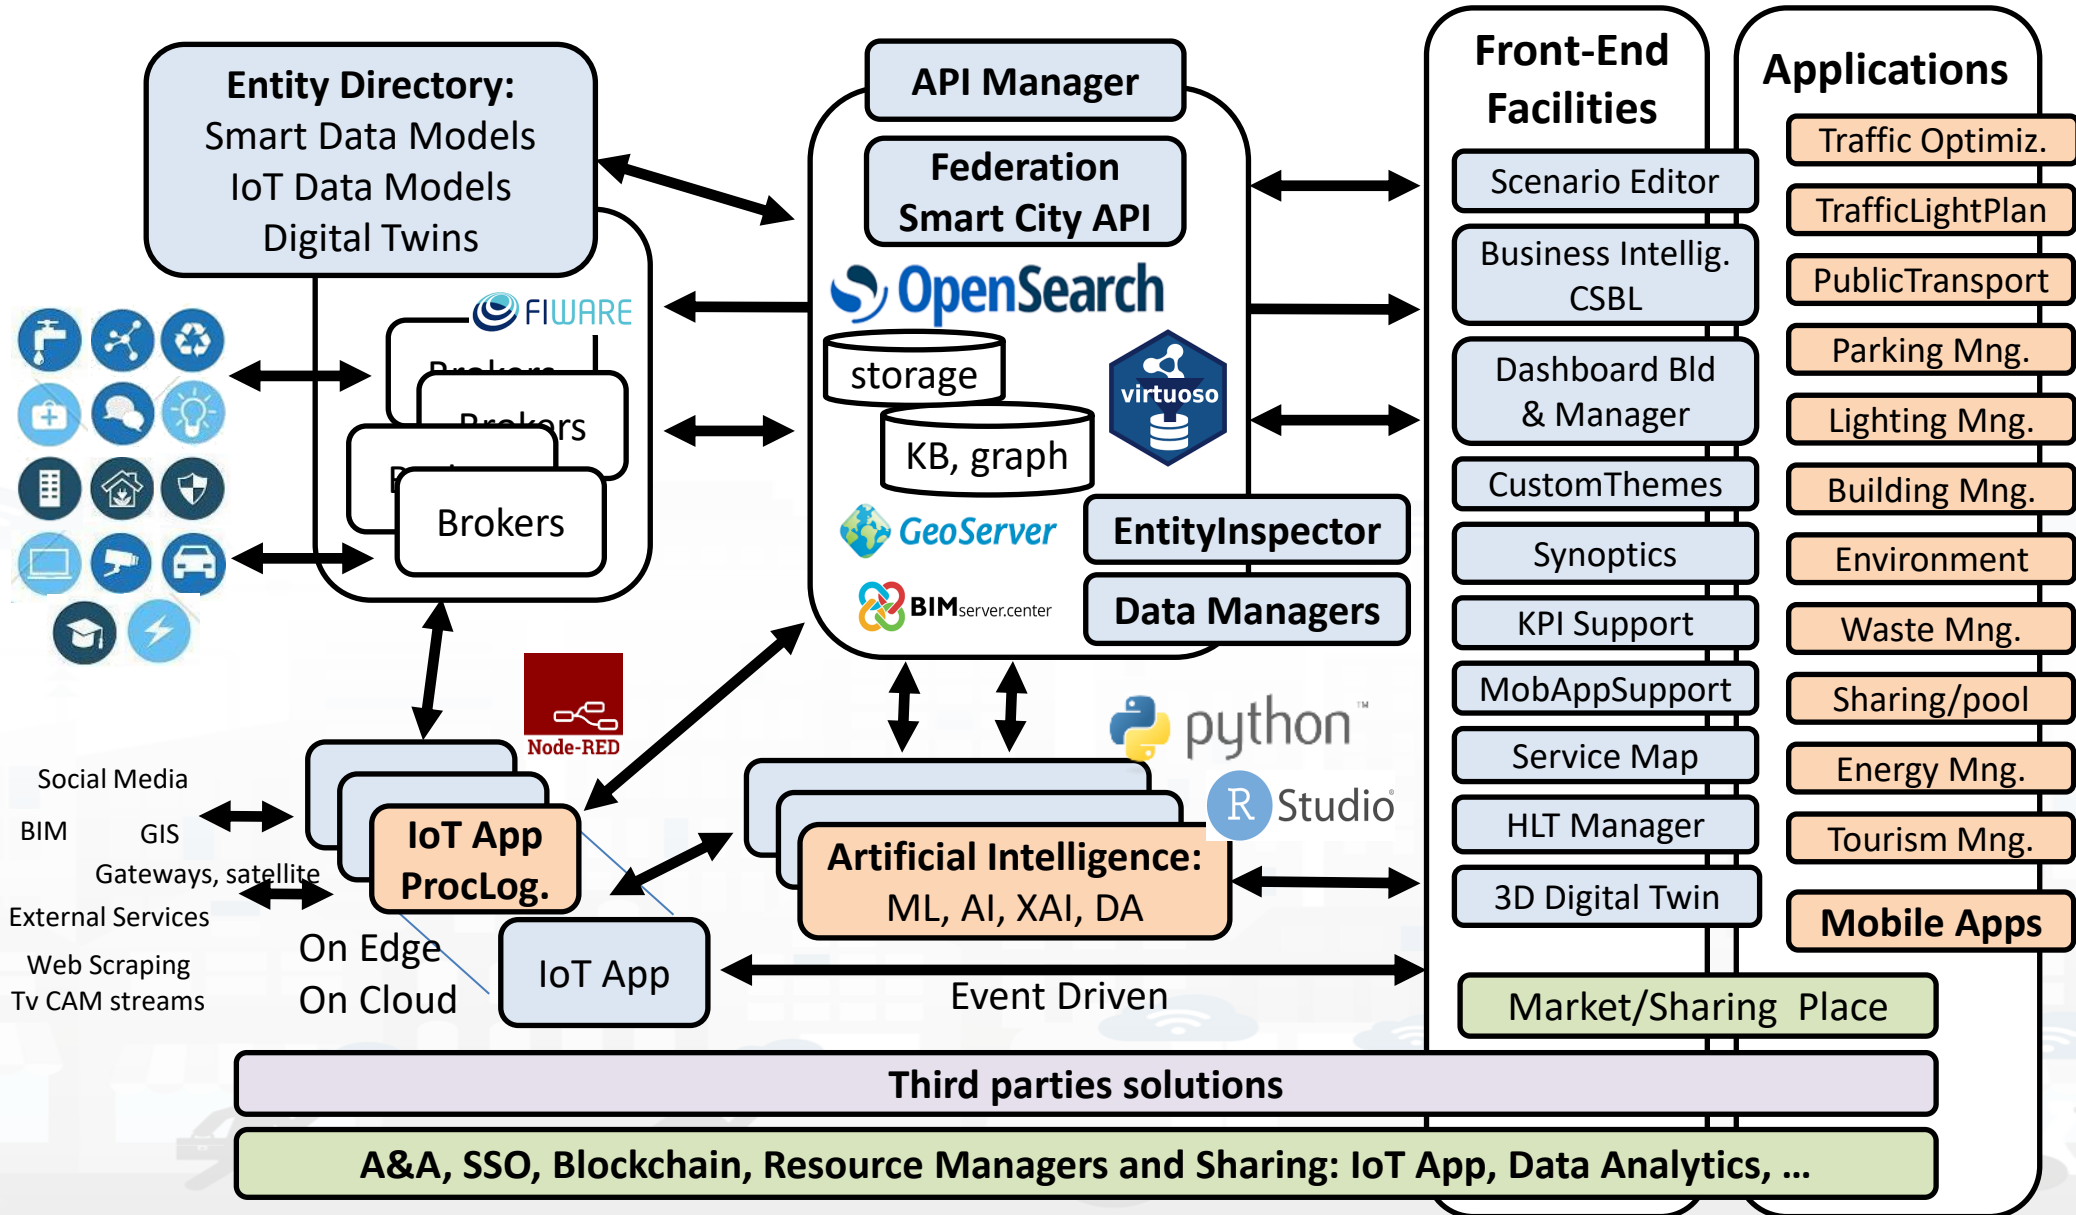 Entity Directory:
Smart Data Models
IoT Data Models
Digital Twins
FIWARE
Brokers
Brokers
Brokers
API Manager
Federation
Smart City API
OpenSearch
storage
virtuoso
KB, graph
GeoServer
EntityInspector
BIMserver.center
Data Managers
Node-RED
Social Media
BIM
GIS
Gateways, satellite
External Services
Web Scraping
Tv CAM streams
IoT App
ProcLog.
On Edge
On Cloud
IoT App
python™
R Studio®
Artificial Intelligence:
ML, AI, XAI, DA
Event Driven
Front-End
Facilities
Scenario Editor
Business Intellig.
CSBL
Dashboard Bld
& Manager
CustomThemes
Synoptics
KPI Support
MobAppSupport
Service Map
HLT Manager
3D Digital Twin
Applications
Traffic Optimiz.
TrafficLightPlan
PublicTransport
Parking Mng.
Lighting Mng.
Building Mng.
Environment
Waste Mng.
Sharing/pool
Energy Mng.
Tourism Mng.
Mobile Apps
Market/Sharing Place
Third parties solutions
A&A, SSO, Blockchain, Resource Managers and Sharing: IoT App, Data Analytics, ...